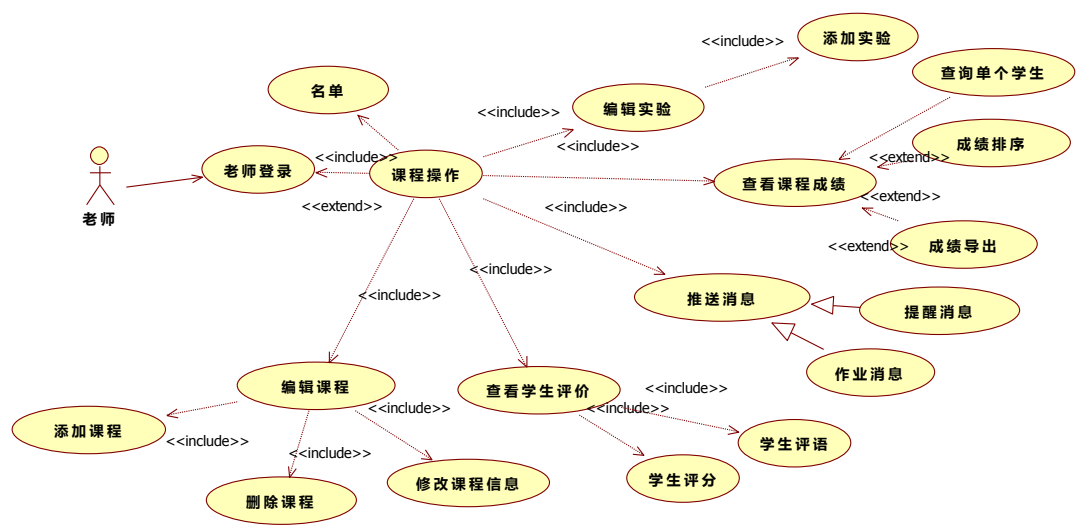 <<include>>
添加实验
查询单个学生
名单
<<include>>
编辑实验
<<include>>
成绩排序
老师登录
<<include>>
课程操作
<<extend>>
查看课程成绩
老师
<<extend>>
<<include>>
<<extend>>
<<extend>>
成绩导出
<<include>>
<<include>>
推送消息
提醒消息
作业消息
编辑课程
查看学生评价
<<include>>
<<include>>
<<include>>
添加课程
<<include>>
<<include>>
学生评语
删除课程
修改课程信息
学生评分